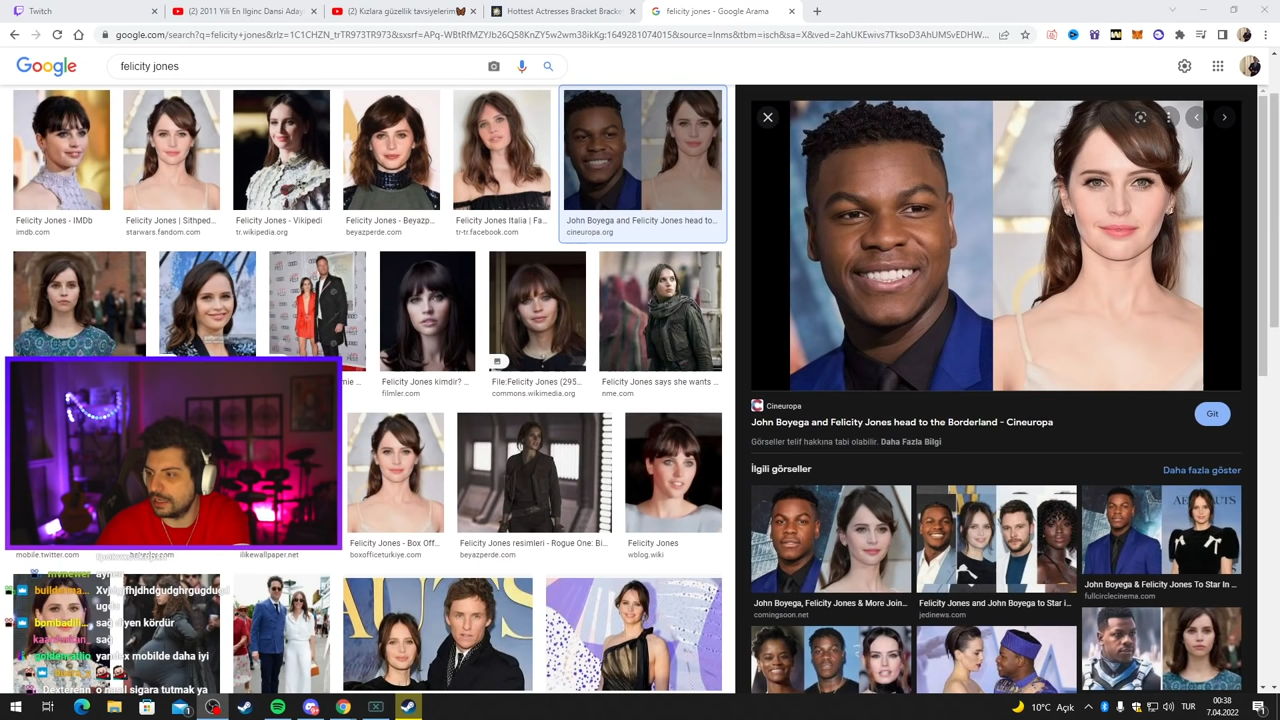 Twitch
(2) 2011 Yili En Ilginc Dansi Aday
(2) Kızlara güzellik tavsiyelerim
Hottest Actresses Bracket Bracke
felicity jones - Google Arama
google.com/search?q=felicity+jones&rlz=1C1CHZN_trTR973TR973&sxsrf=APq-WBtRfMZYJb26Q58KnZY5w2wm38ikKg:1649281074015&source=lnms&tbm=isch&sa=X&ved=2ahUKEwivs7TksoD3AhUMSvEDHW...
Google
felicity jones
Felicity Jones - IMDb
imdb.com
Felicity Jones | Sithped...
starwars.fandom.com
Felicity Jones - Vikipedi
tr.wikipedia.org
Felicity Jones - Beyazp...
beyazperde.com
Felicity Jones Italia | Fa...
tr-tr.facebook.com
John Boyega and Felicity Jones head to...
cineuropa.org
mie ...
Felicity Jones kimdir? ...
filmler.com
File:Felicity Jones (295...
commons.wikimedia.org
Felicity Jones says she wants ...
nme.com
mobile.twitter.com
ilikewallpaper.net
Felicity Jones - Box Off...
boxofficeturkiye.com
Felicity Jones resimleri - Rogue One: Bi...
beyazperde.com
Felicity Jones
wblog.wiki
sağ diyen kördür
sağ
yandex mobilde daha iyi
Dexterenn o nasıl sigara tutmak ya
Cineuropa
John Boyega and Felicity Jones head to the Borderland - Cineuropa
Görseller telif hakkına tabi olabilir. Daha Fazla Bilgi
Git
İlgili görseller
Daha fazla göster
AERONAUTS
John Boyega, Felicity Jones & More Join...
comingsoon.net
Felicity Jones and John Boyega to Star i...
jedinews.com
John Boyega & Felicity Jones To Star In ...
fullcirclecinema.com
10°C Açık
TUR
00:38
7.04.2022